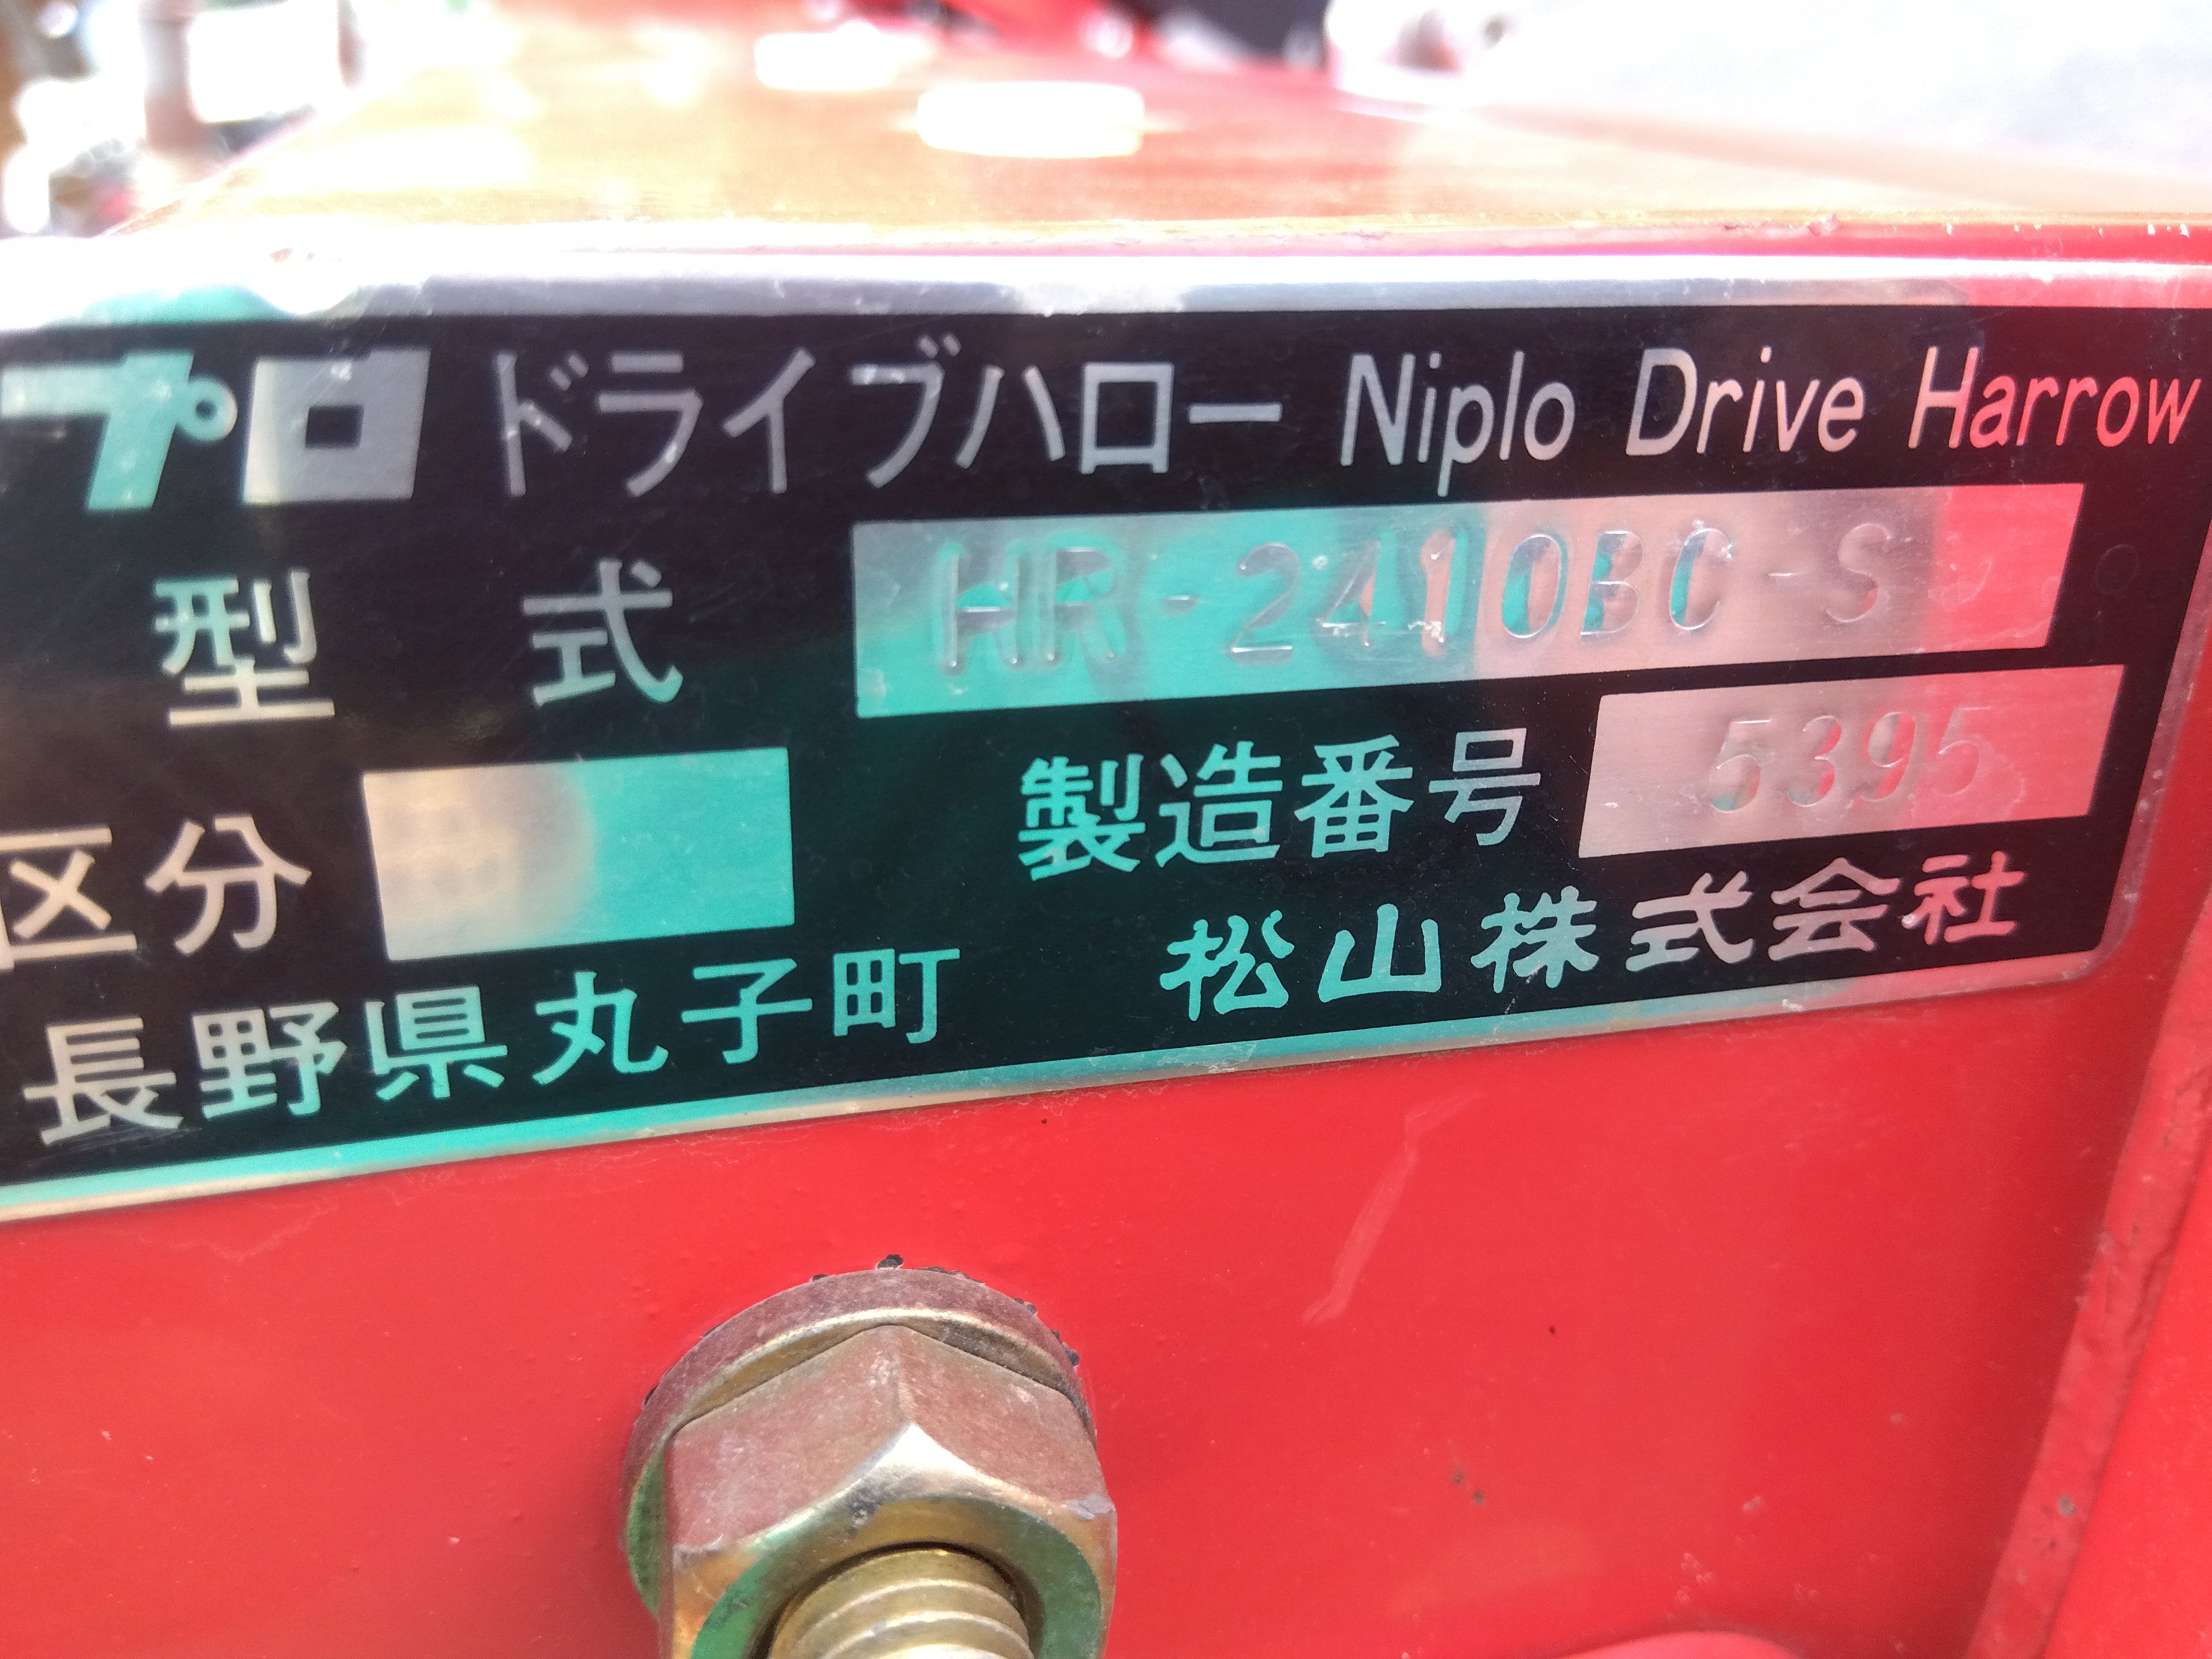 プロ ドライブハロー Niplo Drive Harrow
型 式 HR-2410BC-S
区分 製造番号 5395
長野県丸子町 松山株式会社